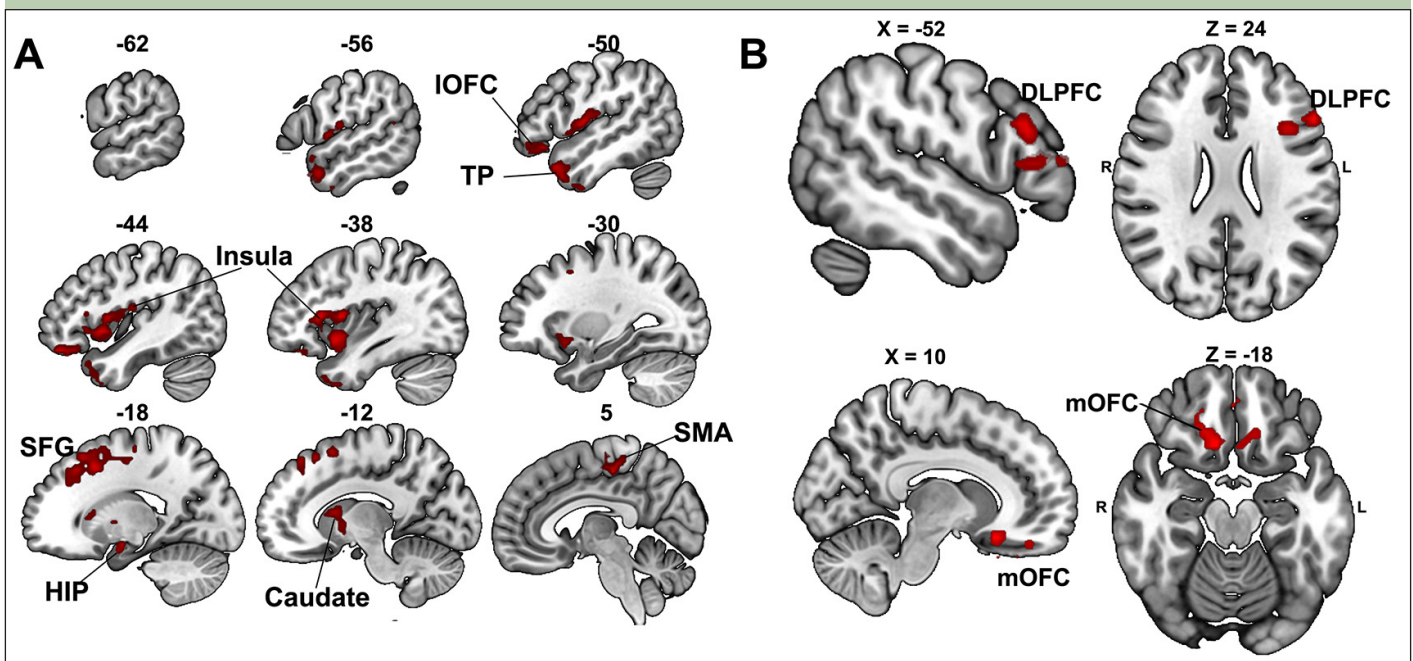 A
-62
-56
-50
lOFC
TP
-44
-38
-30
Insula
-18
-12
5
SFG
SMA
HIP
Caudate
B
X = -52
Z = 24
DLPFC
DLPFC
R
L
X = 10
Z = -18
mOFC
R
L
mOFC